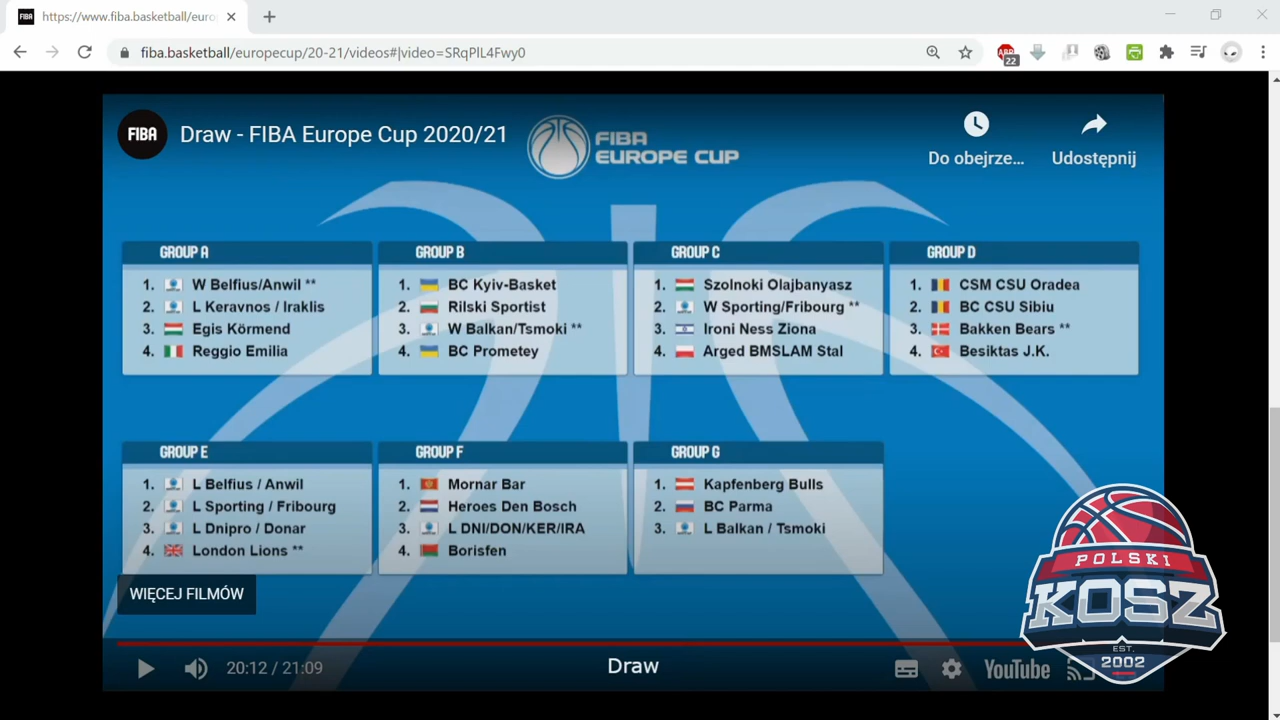 FIBA
https://www.fiba.basketball/euro
fiba.basketball/europecup/20-21/videos#|video=SRqPlL4Fwy0
ABP
22
FIBA
Draw - FIBA Europe Cup 2020/21
FIBA
EUROPE CUP
Do obejrze...
Udostępnij
GROUP A
1. W Belfius/Anwil **
2. L Keravnos / Iraklis
3. Egis Körmend
4. Reggio Emilia
GROUP B
1. BC Kyiv-Basket
2. Rilski Sportist
3. W Balkan/Tsmoki **
4. BC Prometey
GROUP C
1. Szolnoki Olajbanyasz
2. W Sporting/Fribourg **
3. Ironi Ness Ziona
4. Arged BMSLAM Stal
GROUP D
1. CSM CSU Oradea
2. BC CSU Sibiu
3. Bakken Bears **
4. Besiktas J.K.
GROUP E
1. L Belfius / Anwil
2. L Sporting / Fribourg
3. L Dnipro / Donar
4. London Lions **
GROUP F
1. Mornar Bar
2. Heroes Den Bosch
3. L DNI/DON/KER/IRA
4. Borisfen
GROUP G
1. Kapfenberg Bulls
2. BC Parma
3. L Balkan / Tsmoki
WIĘCEJ FILMÓW
20:12 / 21:09
Draw
YouTube
POLSKI
KOSZ
EST.
2002